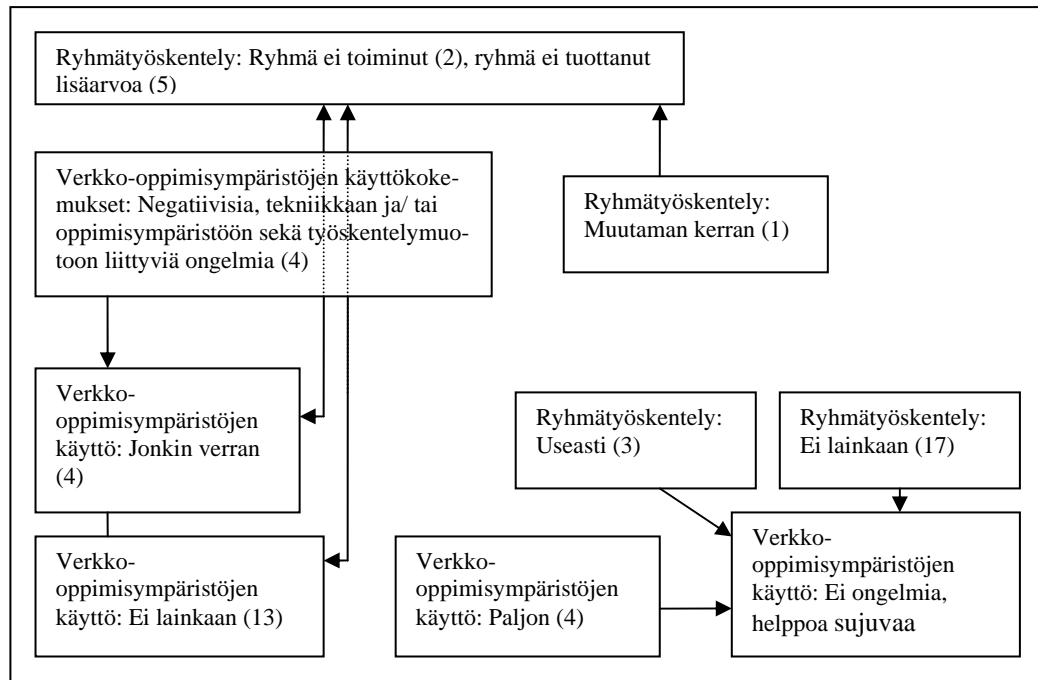 Ryhmätyöskentely: Ryhmä ei toiminut (2), ryhmä ei tuottanut
lisäarvoa (5)
Verkko-oppimisympäristöjen käyttökoke-
mukset: Negatiivisia, tekniikkaan ja/ tai
oppimisympäristöön sekä työskentelymuo-
toon liittyviä ongelmia (4)
Ryhmätyöskentely:
Muutaman kerran (1)
Verkko-
oppimisympäristöjen
käyttö: Jonkin verran
(4)
Ryhmätyöskentely:
Useasti (3)
Ryhmätyöskentely:
Ei lainkaan (17)
Verkko-
oppimisympäristöjen
käyttö: Ei lainkaan (13)
Verkko-
oppimisympäristöjen
käyttö: Paljon (4)
Verkko-
oppimisympäristöjen
käyttö: Ei ongelmia,
helppoa sujuvaa